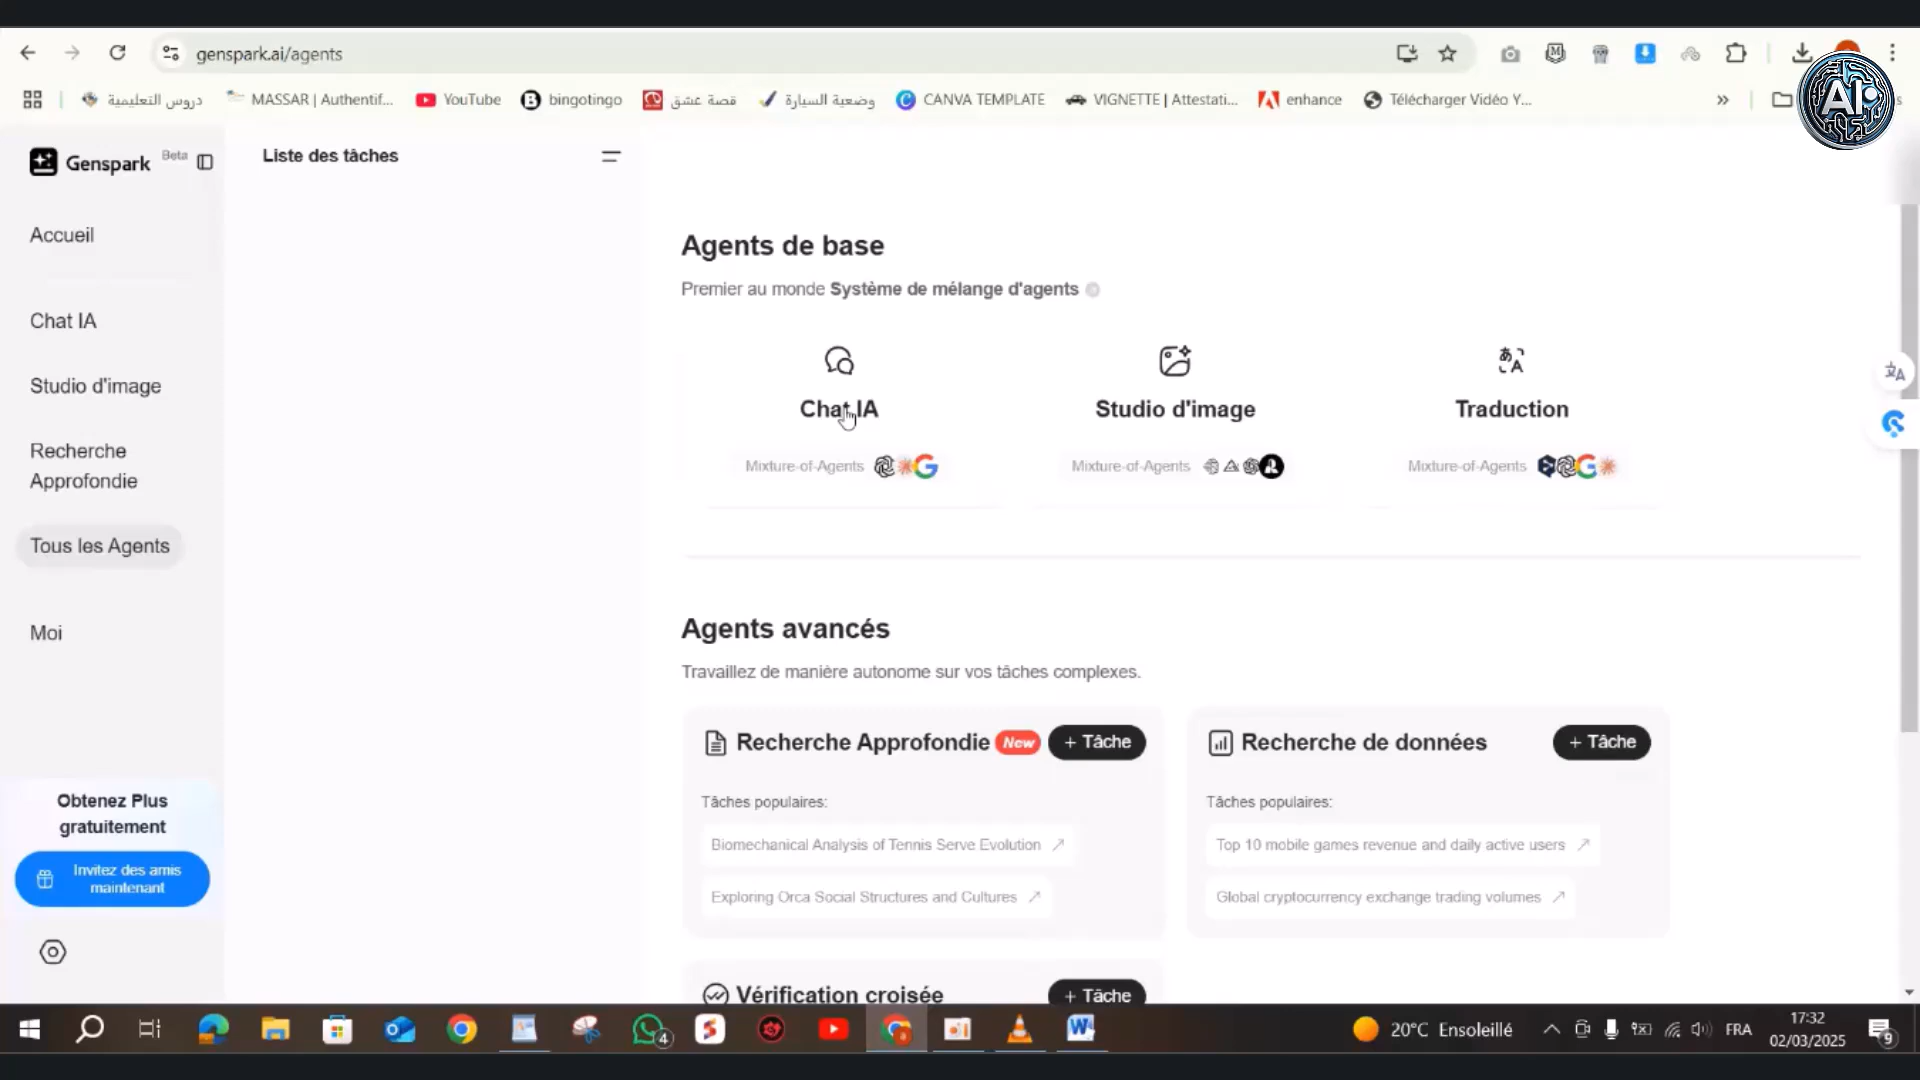 genspark.ai/agents
دروس التعليمية
MASSAR | Authentif...
YouTube
bingotingo
قصة عشق
وضعية السيارة
CANVA TEMPLATE
VIGNETTE | Attestati...
enhance
Télécharger Vidéo Y...
AI
Genspark Beta
Accueil
Chat IA
Studio d'image
Recherche
Approfondie
Tous les Agents
Moi
Obtenez Plus
gratuitement
Invitez des amis
maintenant
Liste des tâches
Agents de base
Premier au monde Système de mélange d'agents
Chat IA
Mixture-of-Agents
Studio d'image
Mixture-of-Agents
Traduction
Mixture-of-Agents
Agents avancés
Travaillez de manière autonome sur vos tâches complexes.
Recherche Approfondie New + Tâche
Tâches populaires:
Biomechanical Analysis of Tennis Serve Evolution
Exploring Orca Social Structures and Cultures
Recherche de données + Tâche
Tâches populaires:
Top 10 mobile games revenue and daily active users
Global cryptocurrency exchange trading volumes
Vérification croisée + Tâche
4
20°C Ensoleillé
FRA
17:32
02/03/2025
9